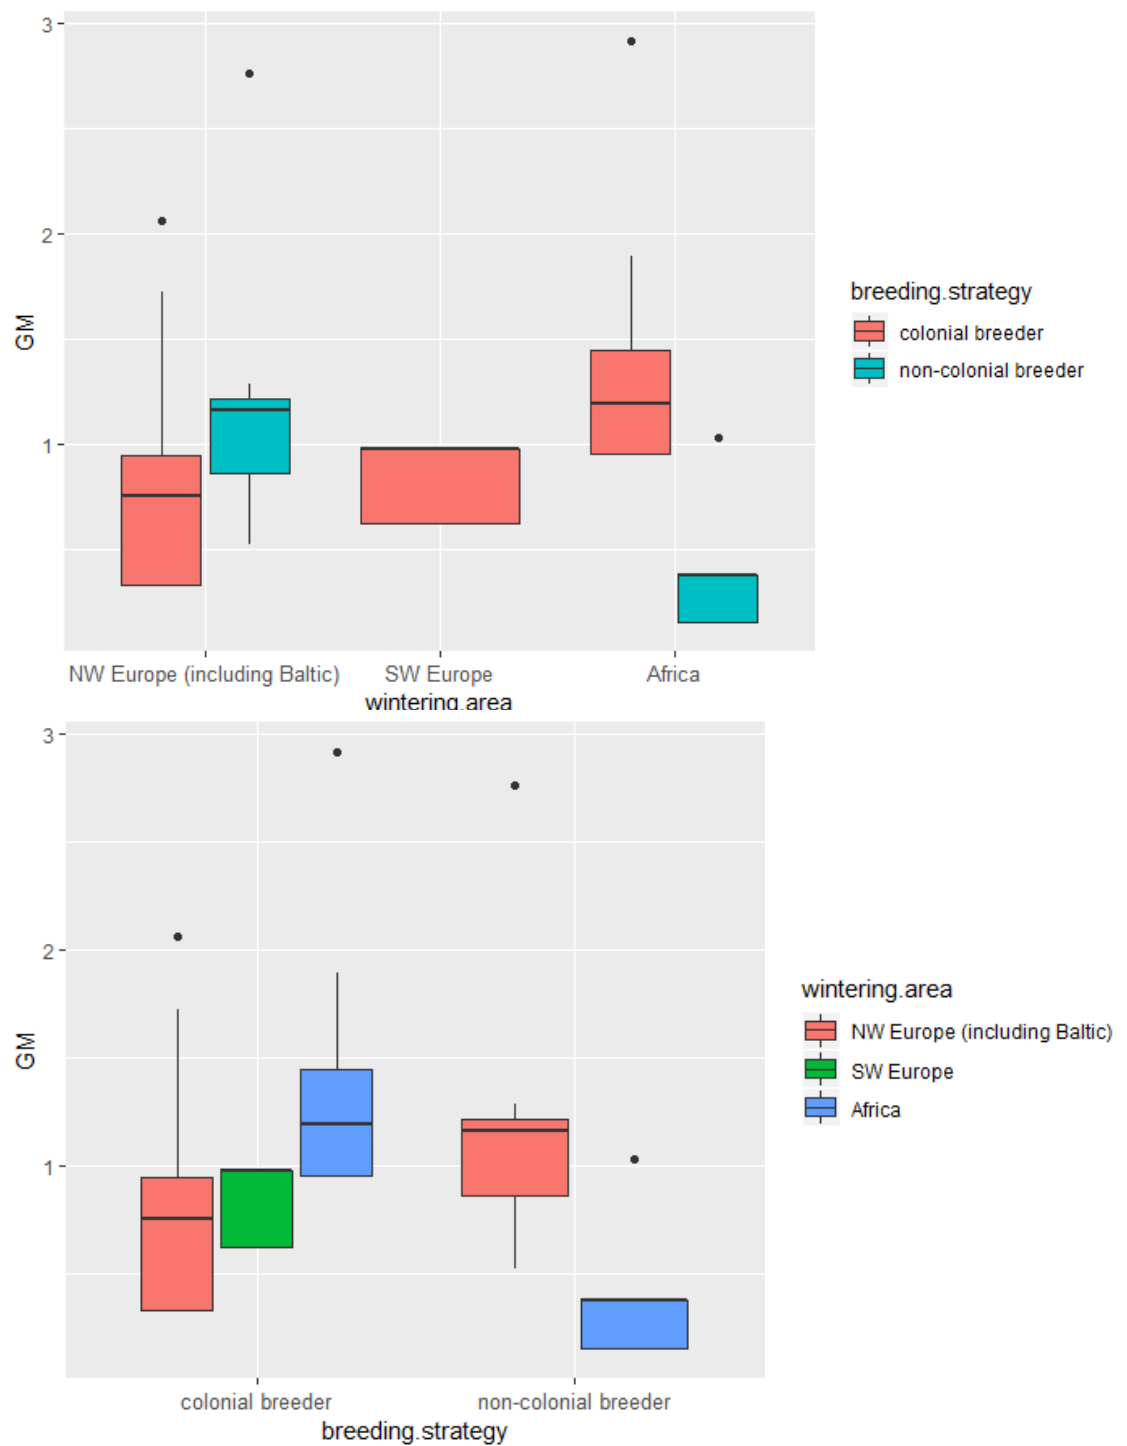 3
2
1
GM
NW Europe (including Baltic)
SW Europe
Africa
wintering.area
breeding.strategy
colonial breeder
non-colonial breeder
3
2
1
GM
colonial breeder
non-colonial breeder
breeding.strategy
wintering.area
NW Europe (including Baltic)
SW Europe
Africa